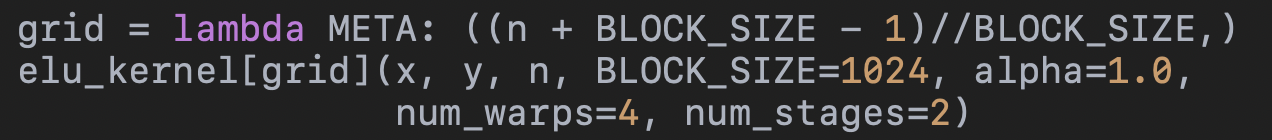 grid = lambda META: ((n + BLOCK_SIZE - 1)//BLOCK_SIZE,)
elu_kernel[grid](x, y, n, BLOCK_SIZE=1024, alpha=1.0,
                 num_warps=4, num_stages=2)